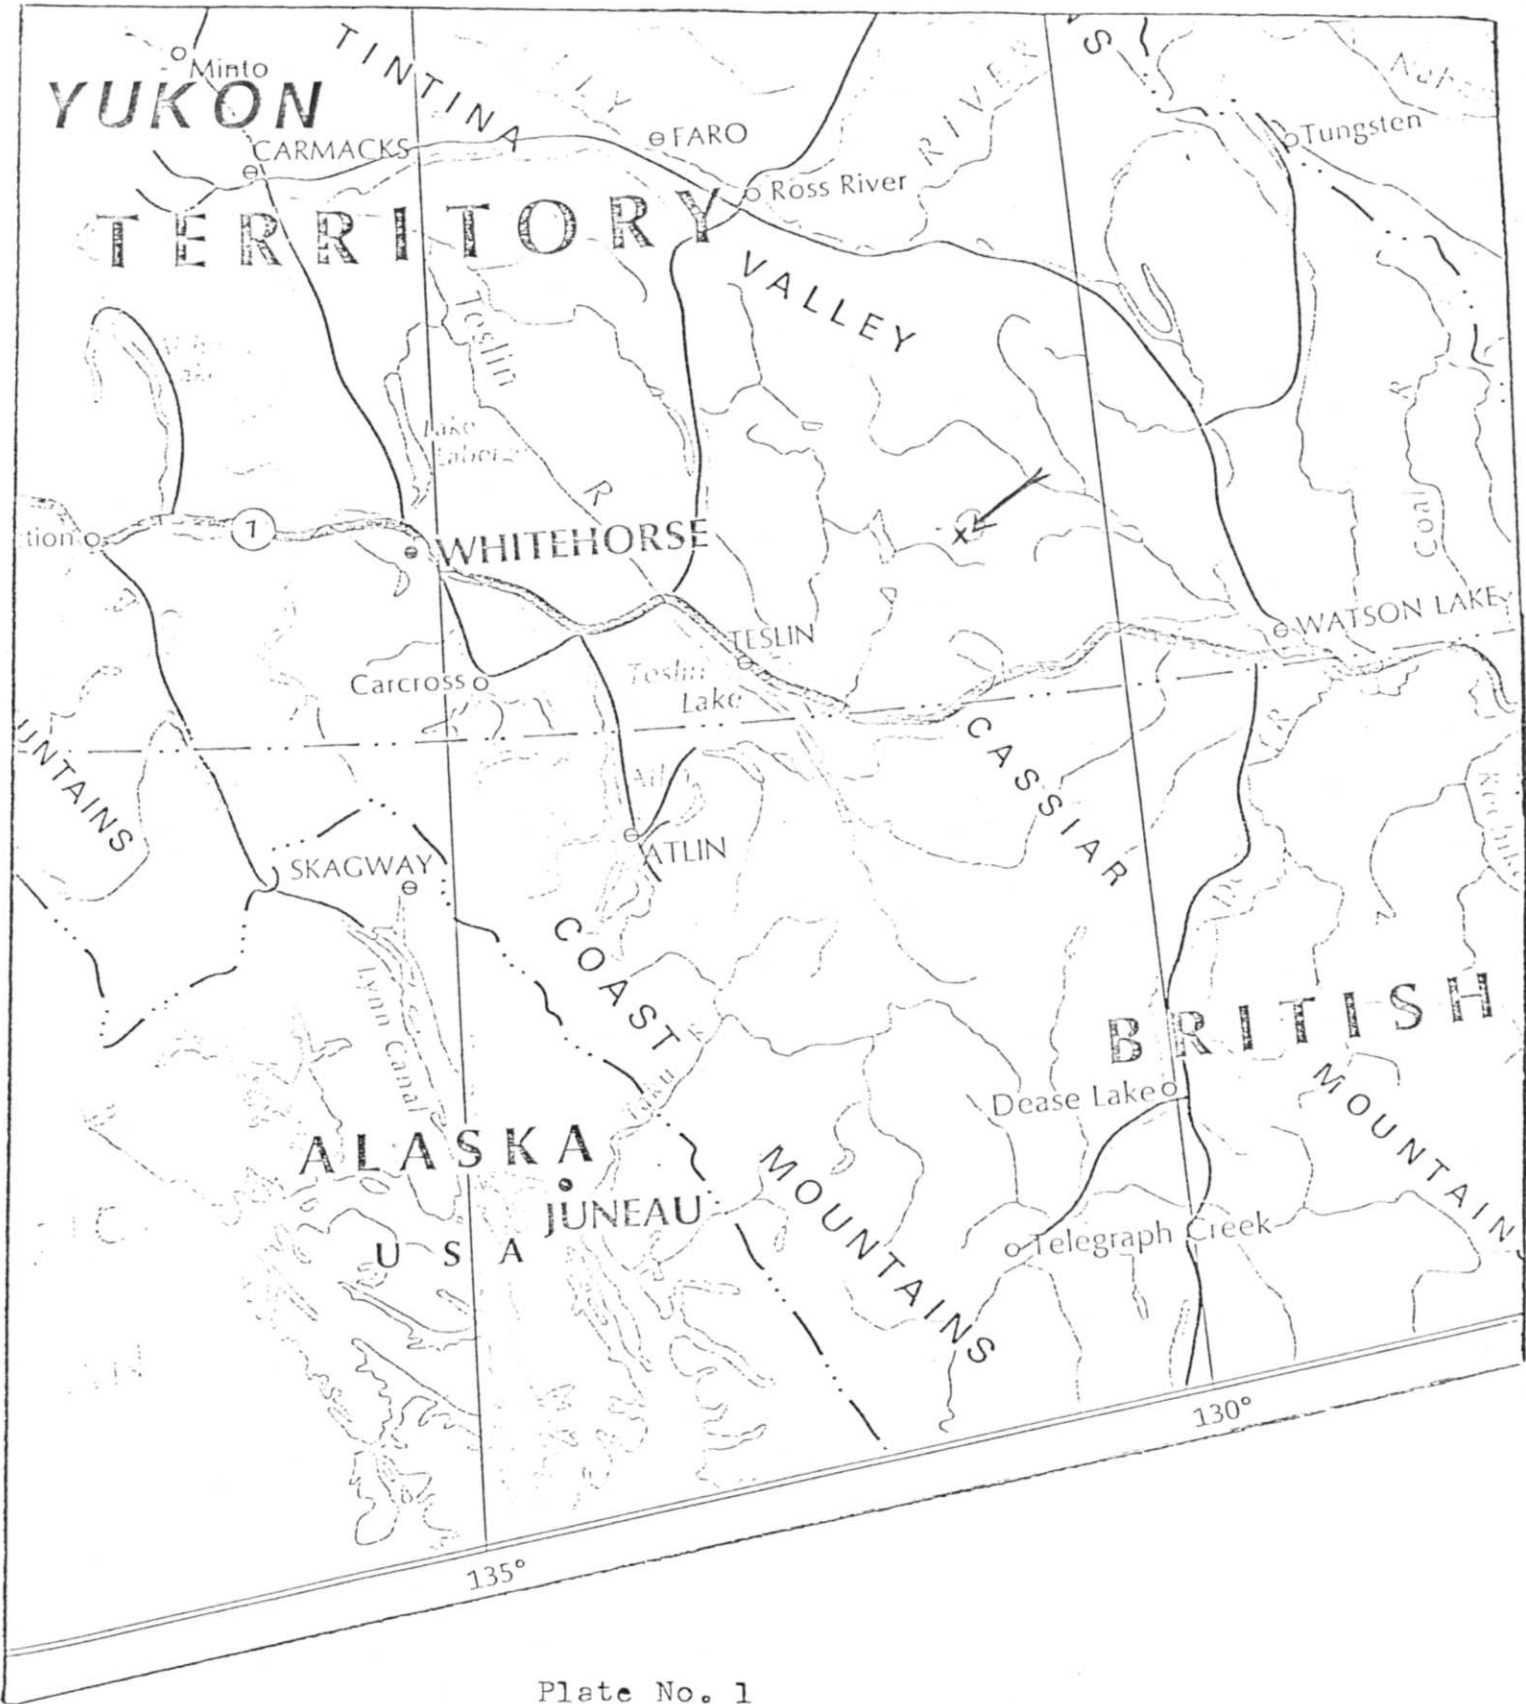 Minto
YUKON
TINTINA
FARO
RIVER
Tungsten
CARMACKS
Ross River
TERRITORY
VALLEY
Teslin
R
Lake
Laberge
R
Coal
tion
1
WHITEHORSE
x
WATSON LAKE
TESLIN
Teslin
Lake
Carcross
R
UNTAINS
CASSIAR
SKAGWAY
ATLIN
COAST
Lynn Canal
BRITISH
Dease Lake
MOUNTAIN
ALASKA
JUNEAU
MOUNTAINS
U S A
Telegraph Creek
130°
135°
Plate No. 1